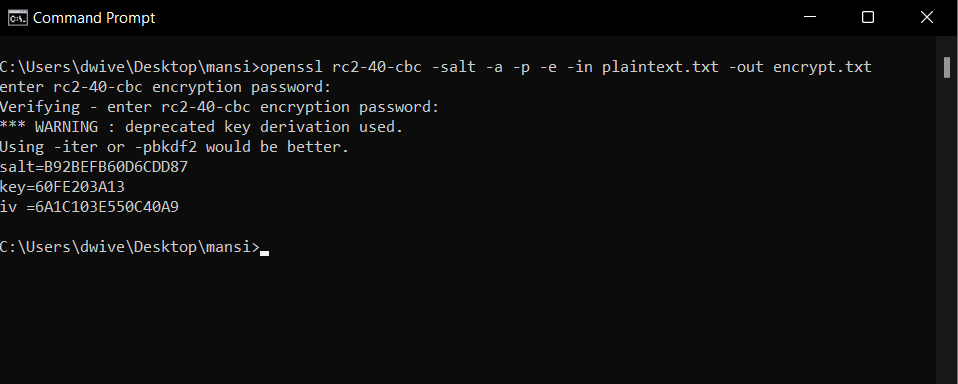 Command Prompt
C:\Users\dwive\Desktop\mansi>openssl rc2-40-cbc -salt -a -p -e -in plaintext.txt -out encrypt.txt
enter rc2-40-cbc encryption password:
Verifying - enter rc2-40-cbc encryption password:
*** WARNING : deprecated key derivation used.
Using -iter or -pbkdf2 would be better.
salt=B92BEFB60D6CDD87
key=60FE203A13
iv =6A1C103E550C40A9
C:\Users\dwive\Desktop\mansi>